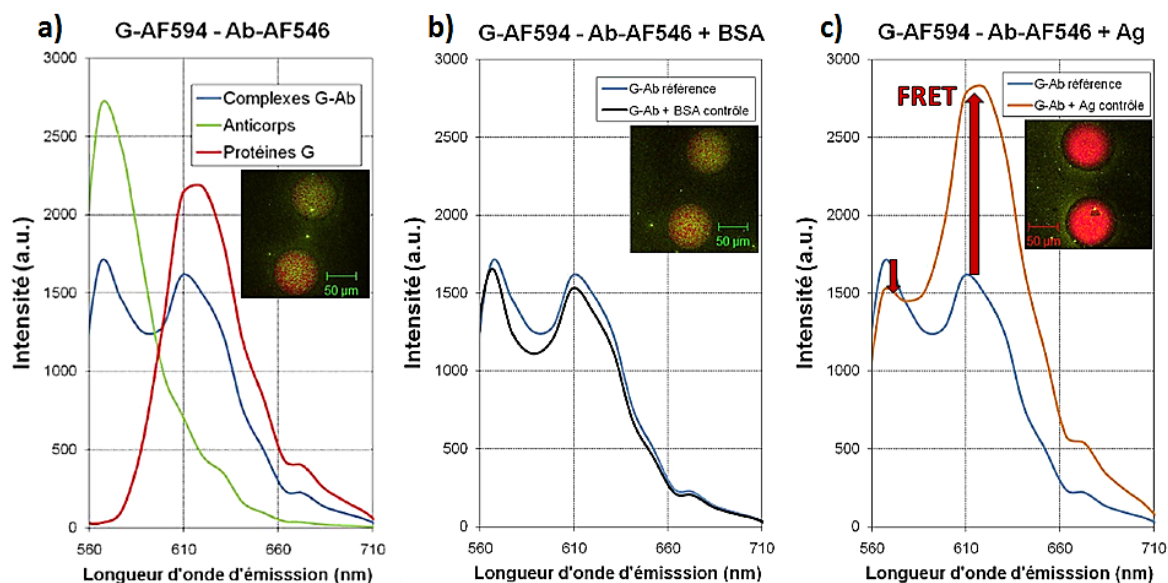 a)
G-AF594 - Ab-AF546
3000
2500
2000
1500
1000
500
0
560
610
660
710
Intensité (a.u.)
Longueur d'onde d'émisssion (nm)
Complexes G-Ab
Anticorps
Protéines G
50 µm
b)
G-AF594 - Ab-AF546 + BSA
3000
2500
2000
1500
1000
500
0
560
610
660
710
Intensité (a.u.)
Longueur d'onde d'émisssion (nm)
G-Ab référence
G-Ab + BSA contrôle
50 µm
c)
G-AF594 - Ab-AF546 + Ag
3000
2500
2000
1500
1000
500
0
560
610
660
710
Intensité (a.u.)
Longueur d'onde d'émisssion (nm)
G-Ab référence
G-Ab + Ag contrôle
FRET
50 µm